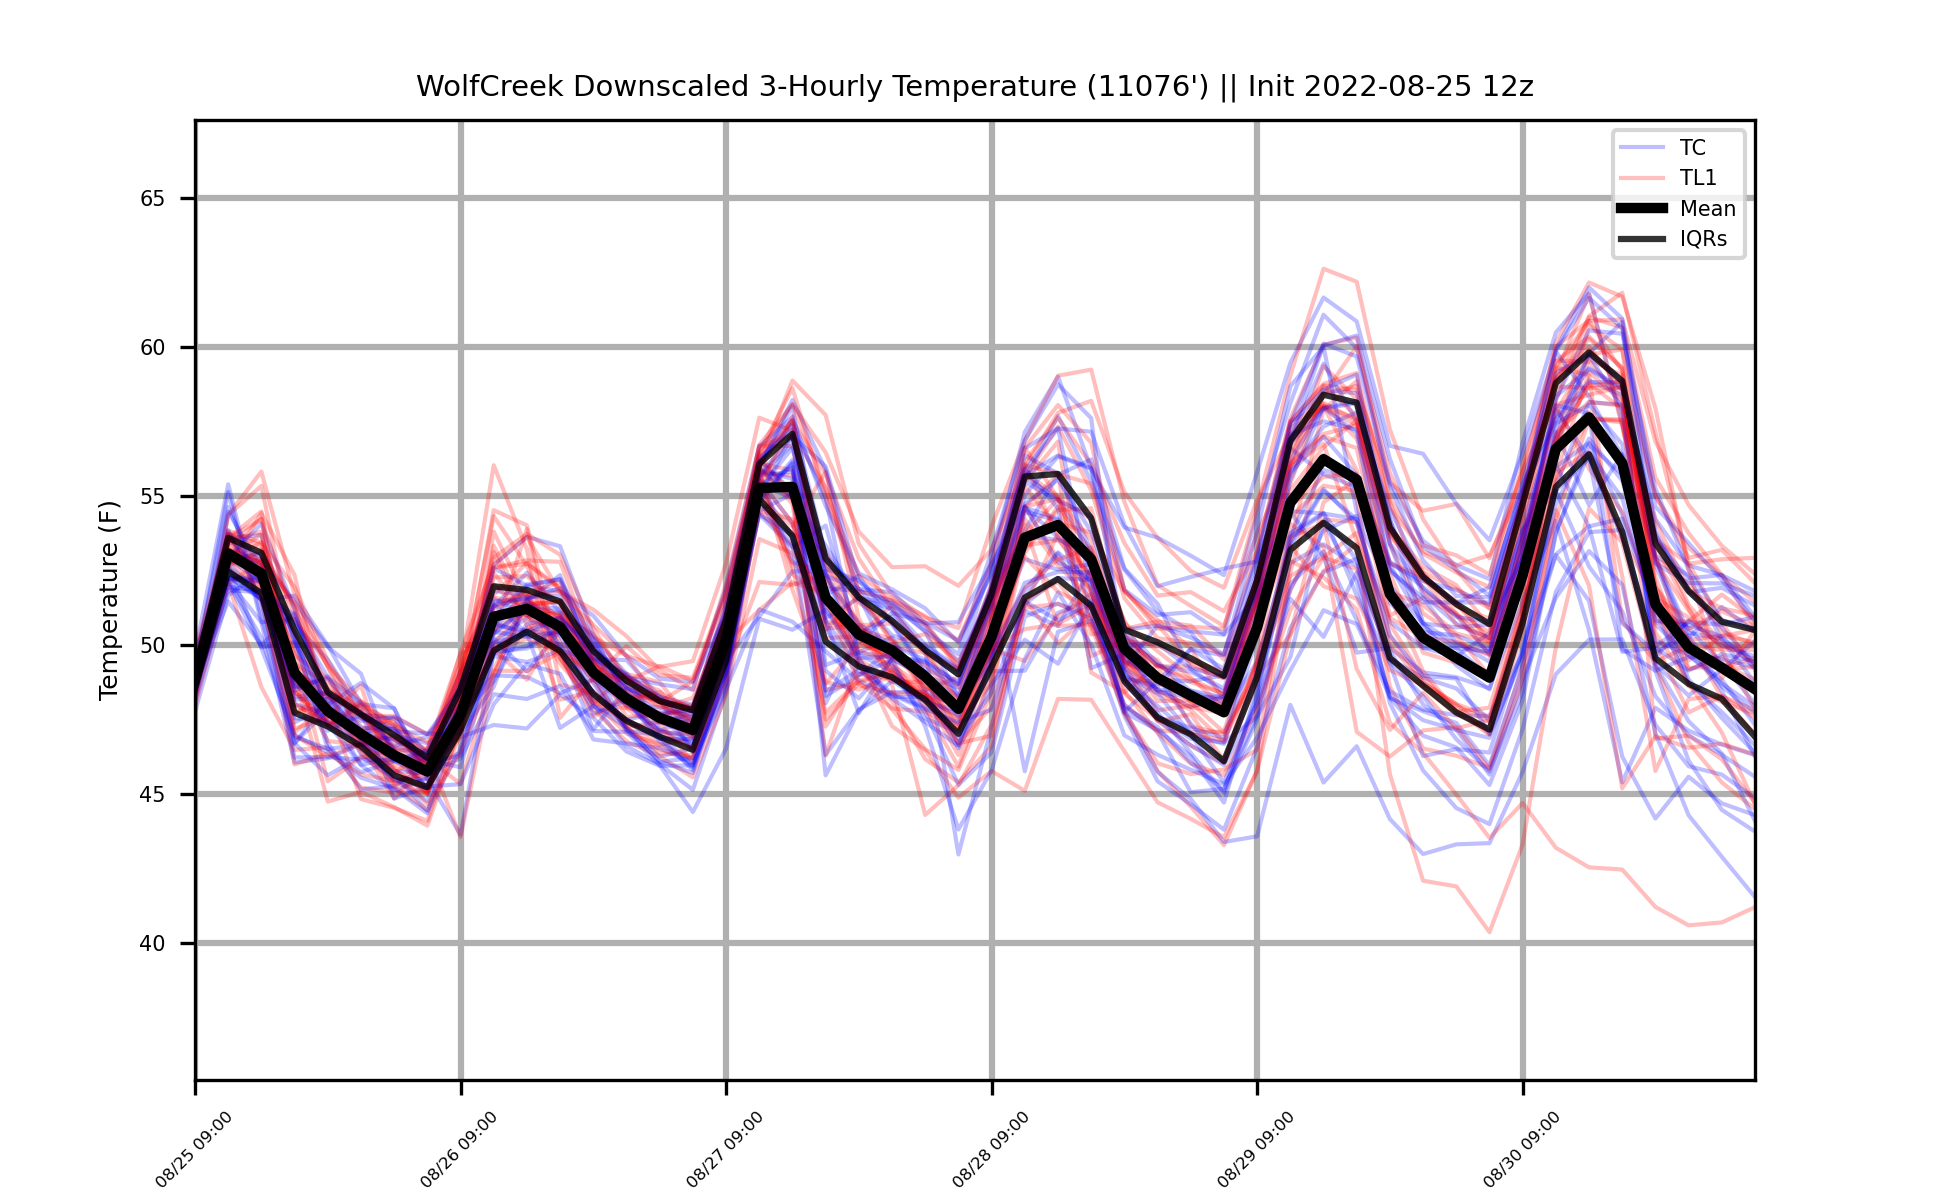 WolfCreek Downscaled 3-Hourly Temperature (11076') || Init 2022-08-25 12z
TC
TL1
Mean
IQRs
Temperature (F)
65
60
55
50
45
40
08/25 09:00
08/26 09:00
08/27 09:00
08/28 09:00
08/29 09:00
08/30 09:00